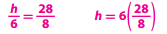 h/6 = 28/8    h = 6(28/8)